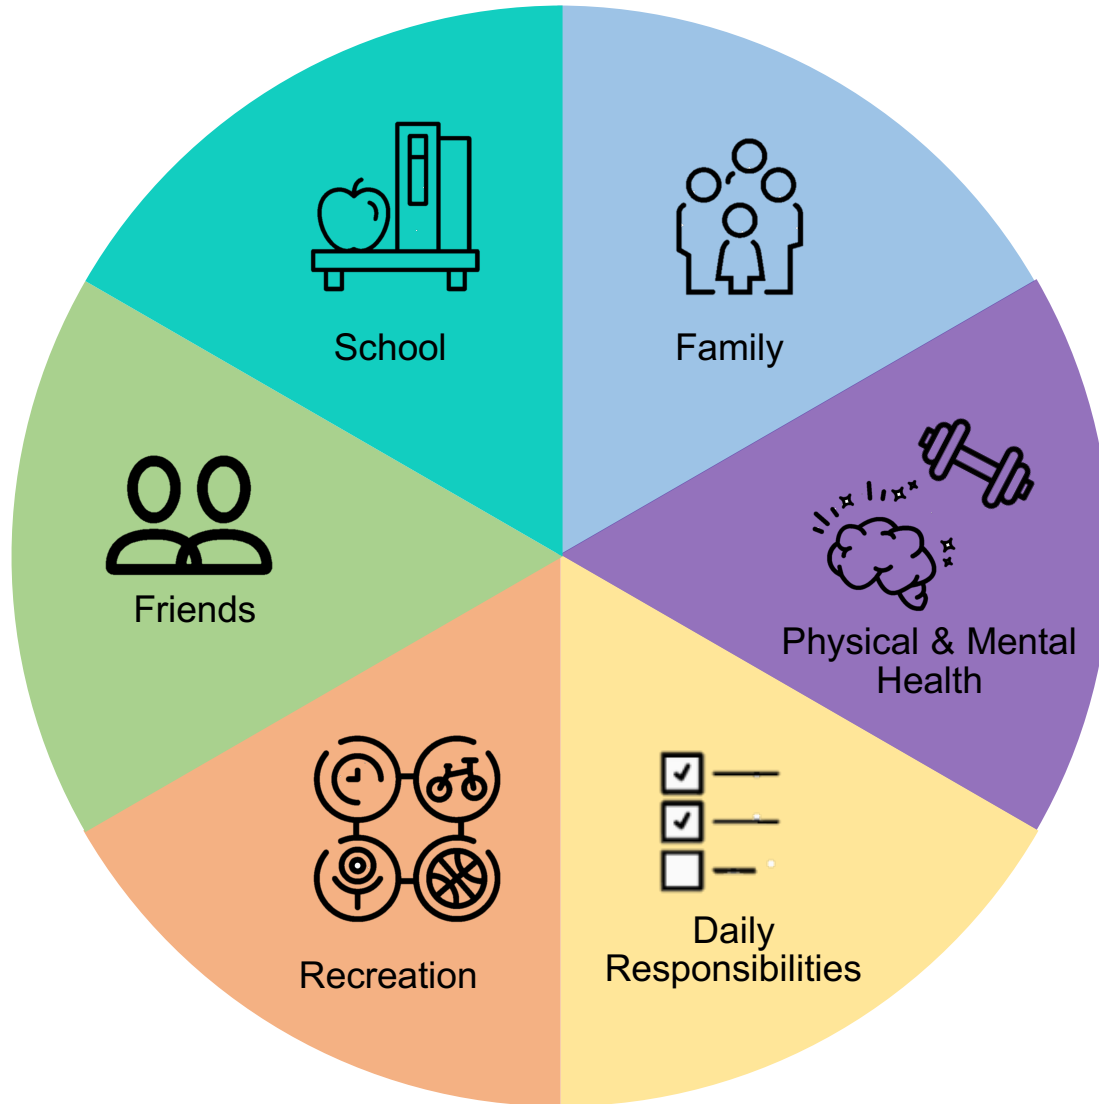 School
Family
Friends
Physical & Mental
Health
Recreation
Daily
Responsibilities